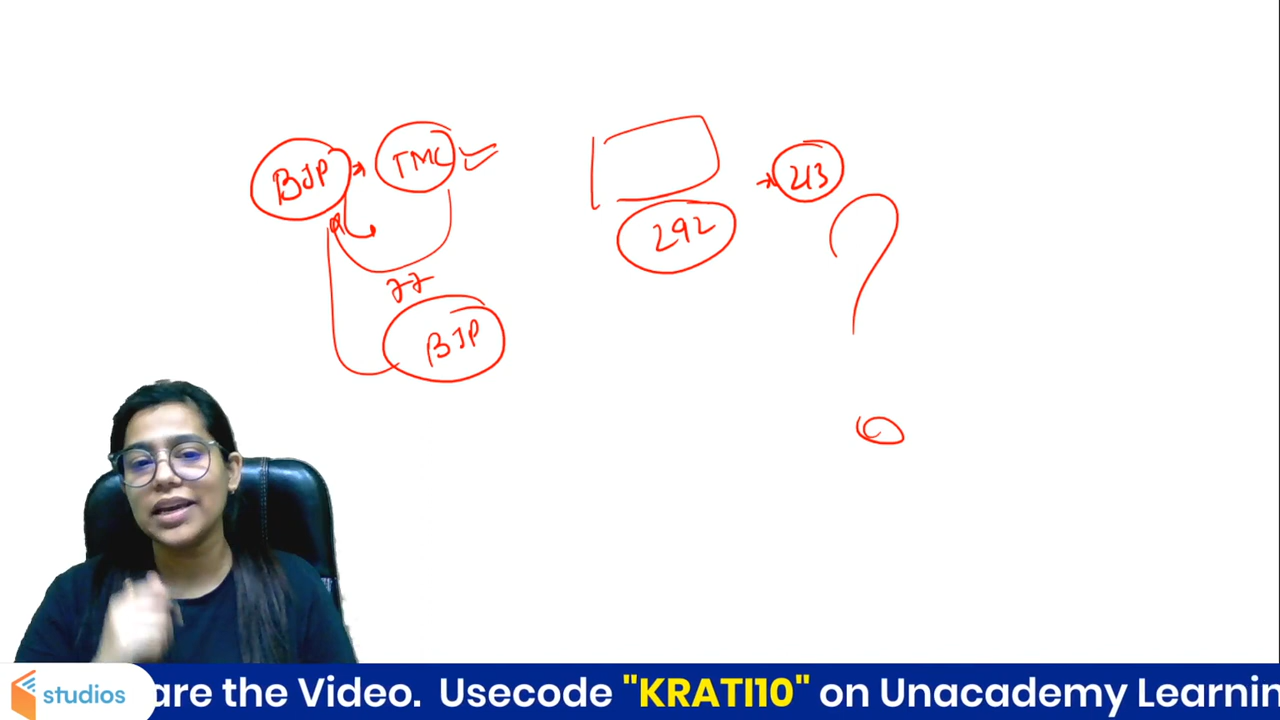 BJP → TMC
→ 213
292
77
BJP
?
studios
are the Video. Usecode "KRATI10" on Unacademy Learnin